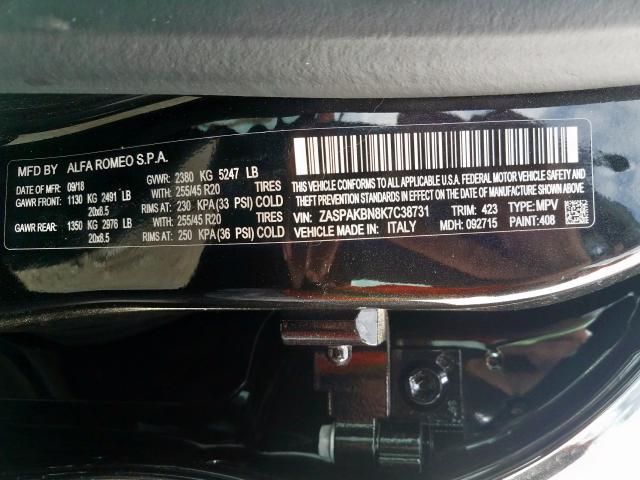 MFD BY ALFA ROMEO S.P.A.
DATE OF MFR: 09/18 GVWR: 2380 KG 5247 LB
GAWR FRONT: 1130 KG 2491 LB WITH: 255/45 R20 TIRES
20x8.5 RIMS AT: 230 KPA(33 PSI) COLD
GAWR REAR: 1350 KG 2976 LB WITH: 255/45 R20 TIRES
20x8.5 RIMS AT: 250 KPA(36 PSI) COLD
THIS VEHICLE CONFORMS TO ALL APPLICABLE U.S.A. FEDERAL MOTOR VEHICLE SAFETY,
BUMPER, AND THEFT PREVENTION STANDARDS IN EFFECT ON THE DATE OF MANUFACTURE SHOWN ABOVE.
VIN: ZASPAKBN8K7C38731 TRIM: 423 TYPE: MPV
VEHICLE MADE IN: ITALY MDH: 092715 PAINT: 408